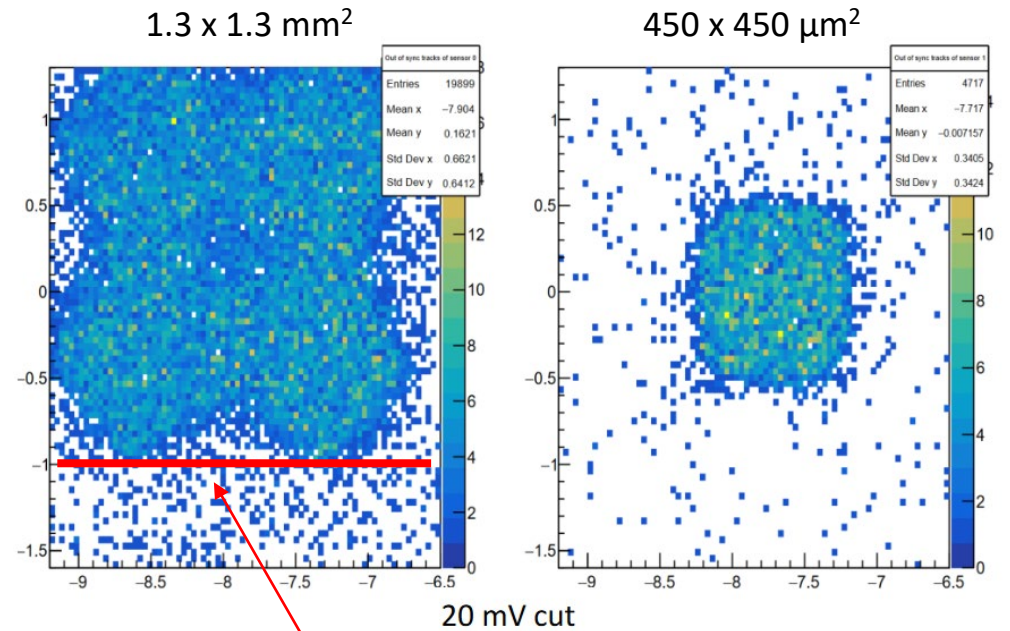 1.3 x 1.3 mm²
450 x 450 µm²
Out of sync tracks of sensor 0
Entries 19899
Mean x −7.904
Mean y 0.1621
Std Dev x 0.6621
Std Dev y 0.6412
1
0.5
0
−0.5
−1
−1.5
−9 −8.5 −8 −7.5 −7 −6.5
12
10
8
6
4
2
0
Out of sync tracks of sensor 1
Entries 4717
Mean x −7.717
Mean y −0.007157
Std Dev x 0.3405
Std Dev y 0.3424
1
0.5
0
−0.5
−1
−1.5
−9 −8.5 −8 −7.5 −7 −6.5
10
8
6
4
2
0
20 mV cut